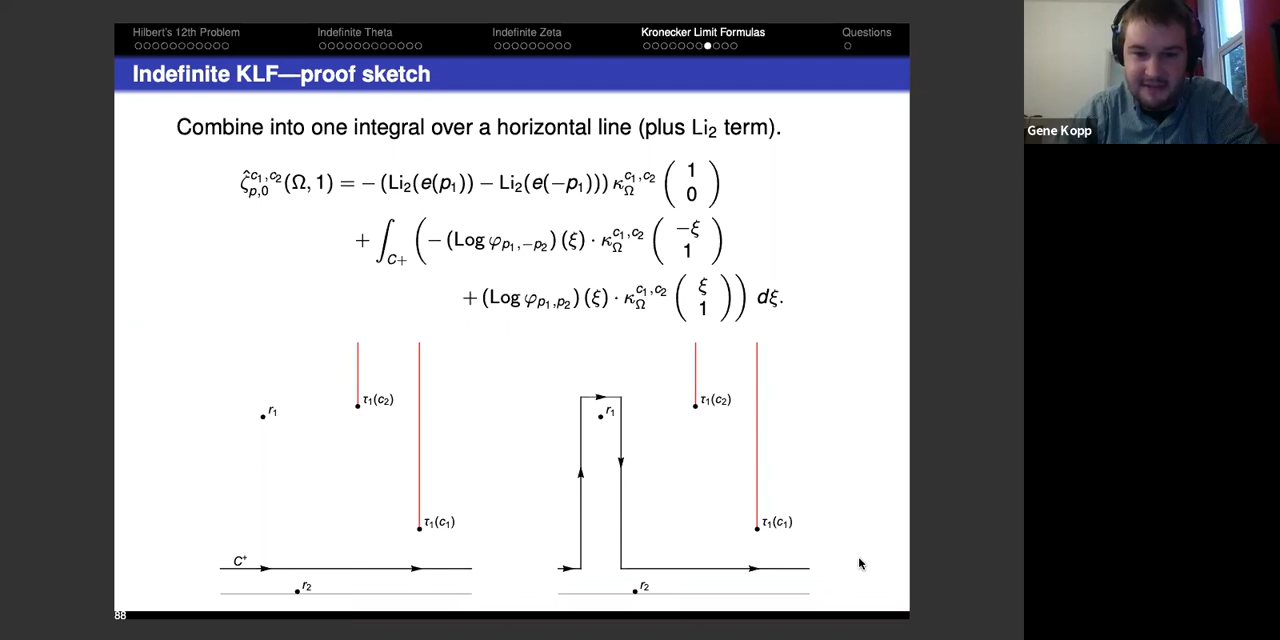 Hilbert's 12th Problem Indefinite Theta Indefinite Zeta Kronecker Limit Formulas Questions
Indefinite KLF—proof sketch
Combine into one integral over a horizontal line (plus Li₂ term).
ζ̂_{p,0}^{c₁,c₂}(Ω, 1) = − (Li₂(e(p₁)) − Li₂(e(−p₁))) κ_Ω^{c₁,c₂} ( 1 0 )
+ ∫_{C+} ( − (Log φ_{p₁,−p₂}) (ξ) · κ_Ω^{c₁,c₂} ( −ξ 1 )
+ (Log φ_{p₁,p₂}) (ξ) · κ_Ω^{c₁,c₂} ( ξ 1 ) ) dξ.
r₁ τ₁(c₂) τ₁(c₁) C⁺ r₂
r₁ τ₁(c₂) τ₁(c₁) r₂
88
Gene Kopp